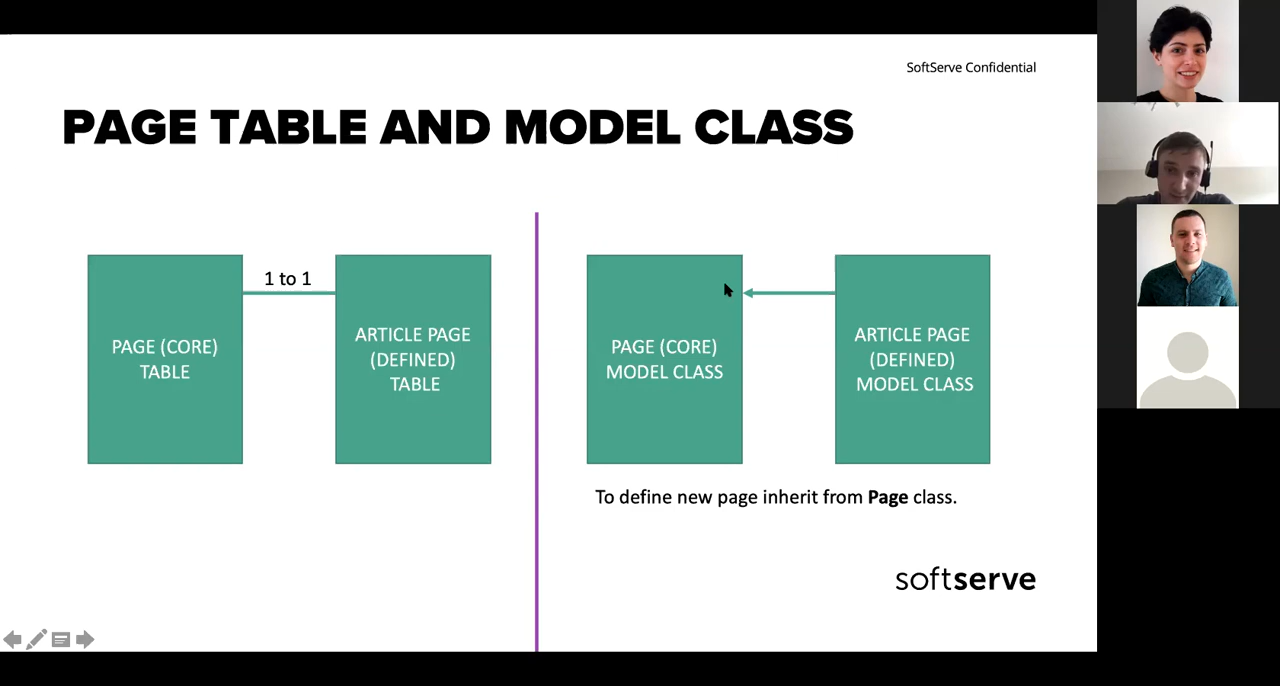 SoftServe Confidential
PAGE TABLE AND MODEL CLASS
1 to 1
PAGE (CORE)
TABLE
ARTICLE PAGE
(DEFINED)
TABLE
PAGE (CORE)
MODEL CLASS
ARTICLE PAGE
(DEFINED)
MODEL CLASS
To define new page inherit from Page class.
softserve